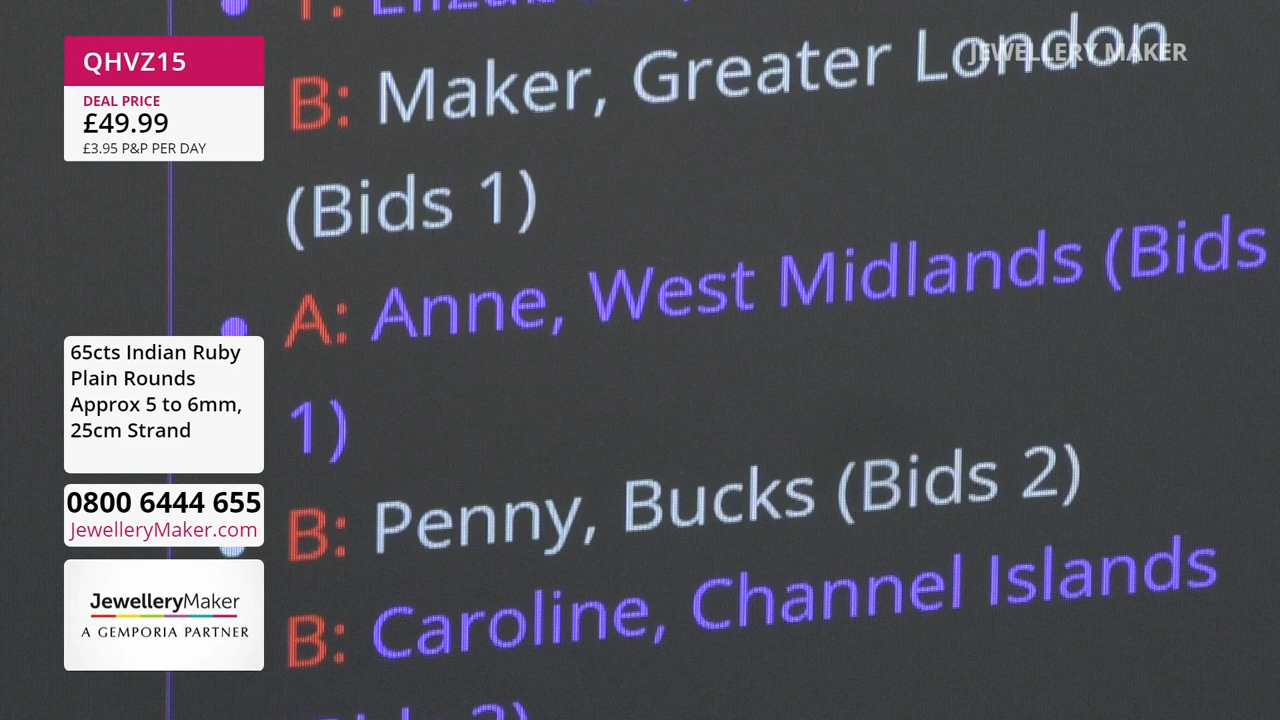 QHVZ15
DEAL PRICE
£49.99
£3.95 P&P PER DAY
65cts Indian Ruby
Plain Rounds
Approx 5 to 6mm,
25cm Strand
0800 6444 655
JewelleryMaker.com
JewelleryMaker
A GEMPORIA PARTNER
JEWELLERY MAKER
B: Maker, Greater London
(Bids 1)
A: Anne, West Midlands (Bids
1)
B: Penny, Bucks (Bids 2)
B: Caroline, Channel Islands